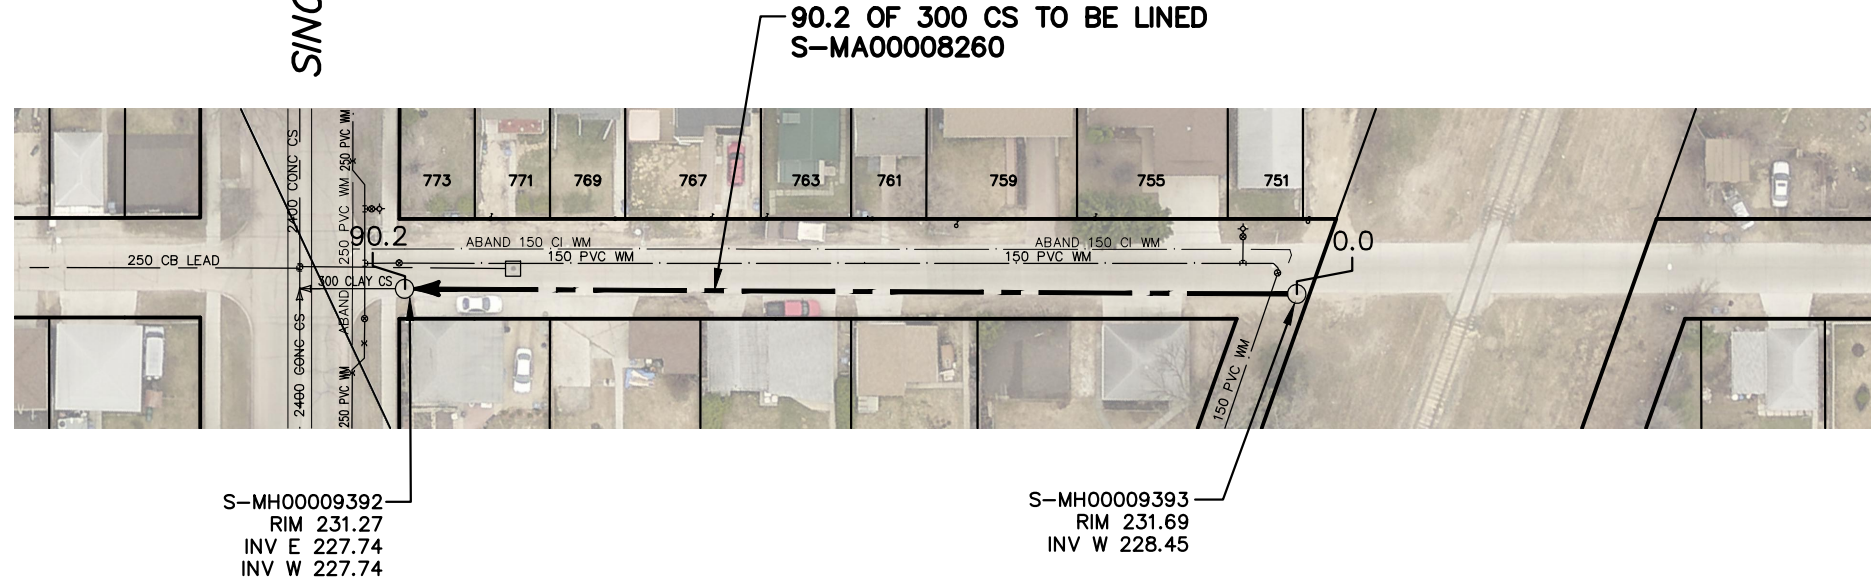 90.2 OF 300 CS TO BE LINED
S-MA00008260
2400 CONC CS
250 PVC WM
250 PVC WM
773
771
769
767
763
761
759
755
751
90.2
ABAND 150 CI WM
ABAND 150 CI WM
0.0
150 PVC WM
150 PVC WM
250 CB LEAD
300 CLAY CS
ABAND 250 PVC WM
2400 CONC CS
250 PVC WM
150 PVC WM
S-MH00009392
RIM 231.27
INV E 227.74
INV W 227.74
S-MH00009393
RIM 231.69
INV W 228.45